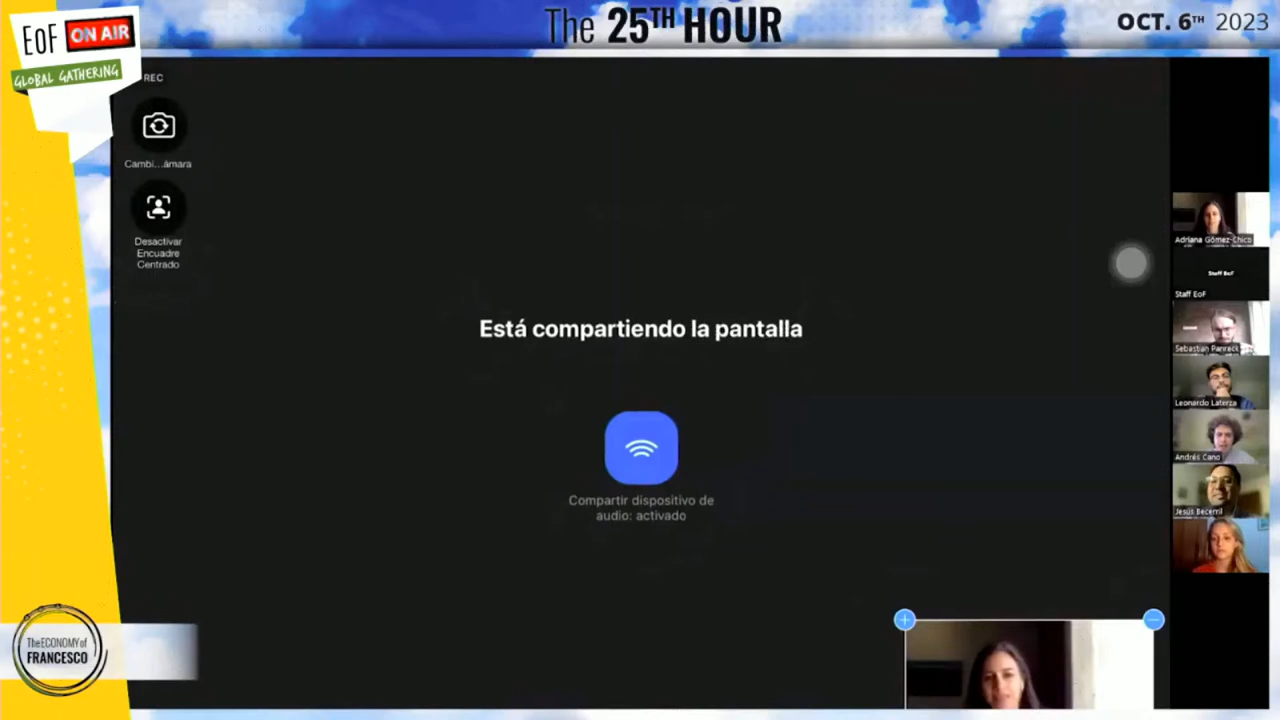 EoF ON AIR
GLOBAL GATHERING
The 25TH HOUR
OCT. 6TH 2023
REC
Cambi...ámara
Desactivar
Encuadre
Centrado
Está compartiendo la pantalla
Compartir dispositivo de
audio: activado
Adriana Gómez-Chico
Staff EoF
Staff EoF
Sebastian Panreck
Leonardo Laterza
Andrés Cano
Jesús Becerril
The ECONOMY of
FRANCESCO